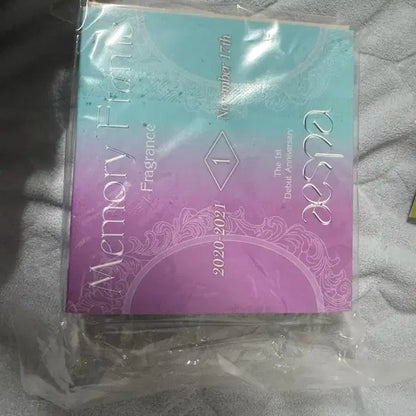 aespa
The 1st
Debut Anniversary
2020-2021
1
November 17th
Memory Frame
Fragrance